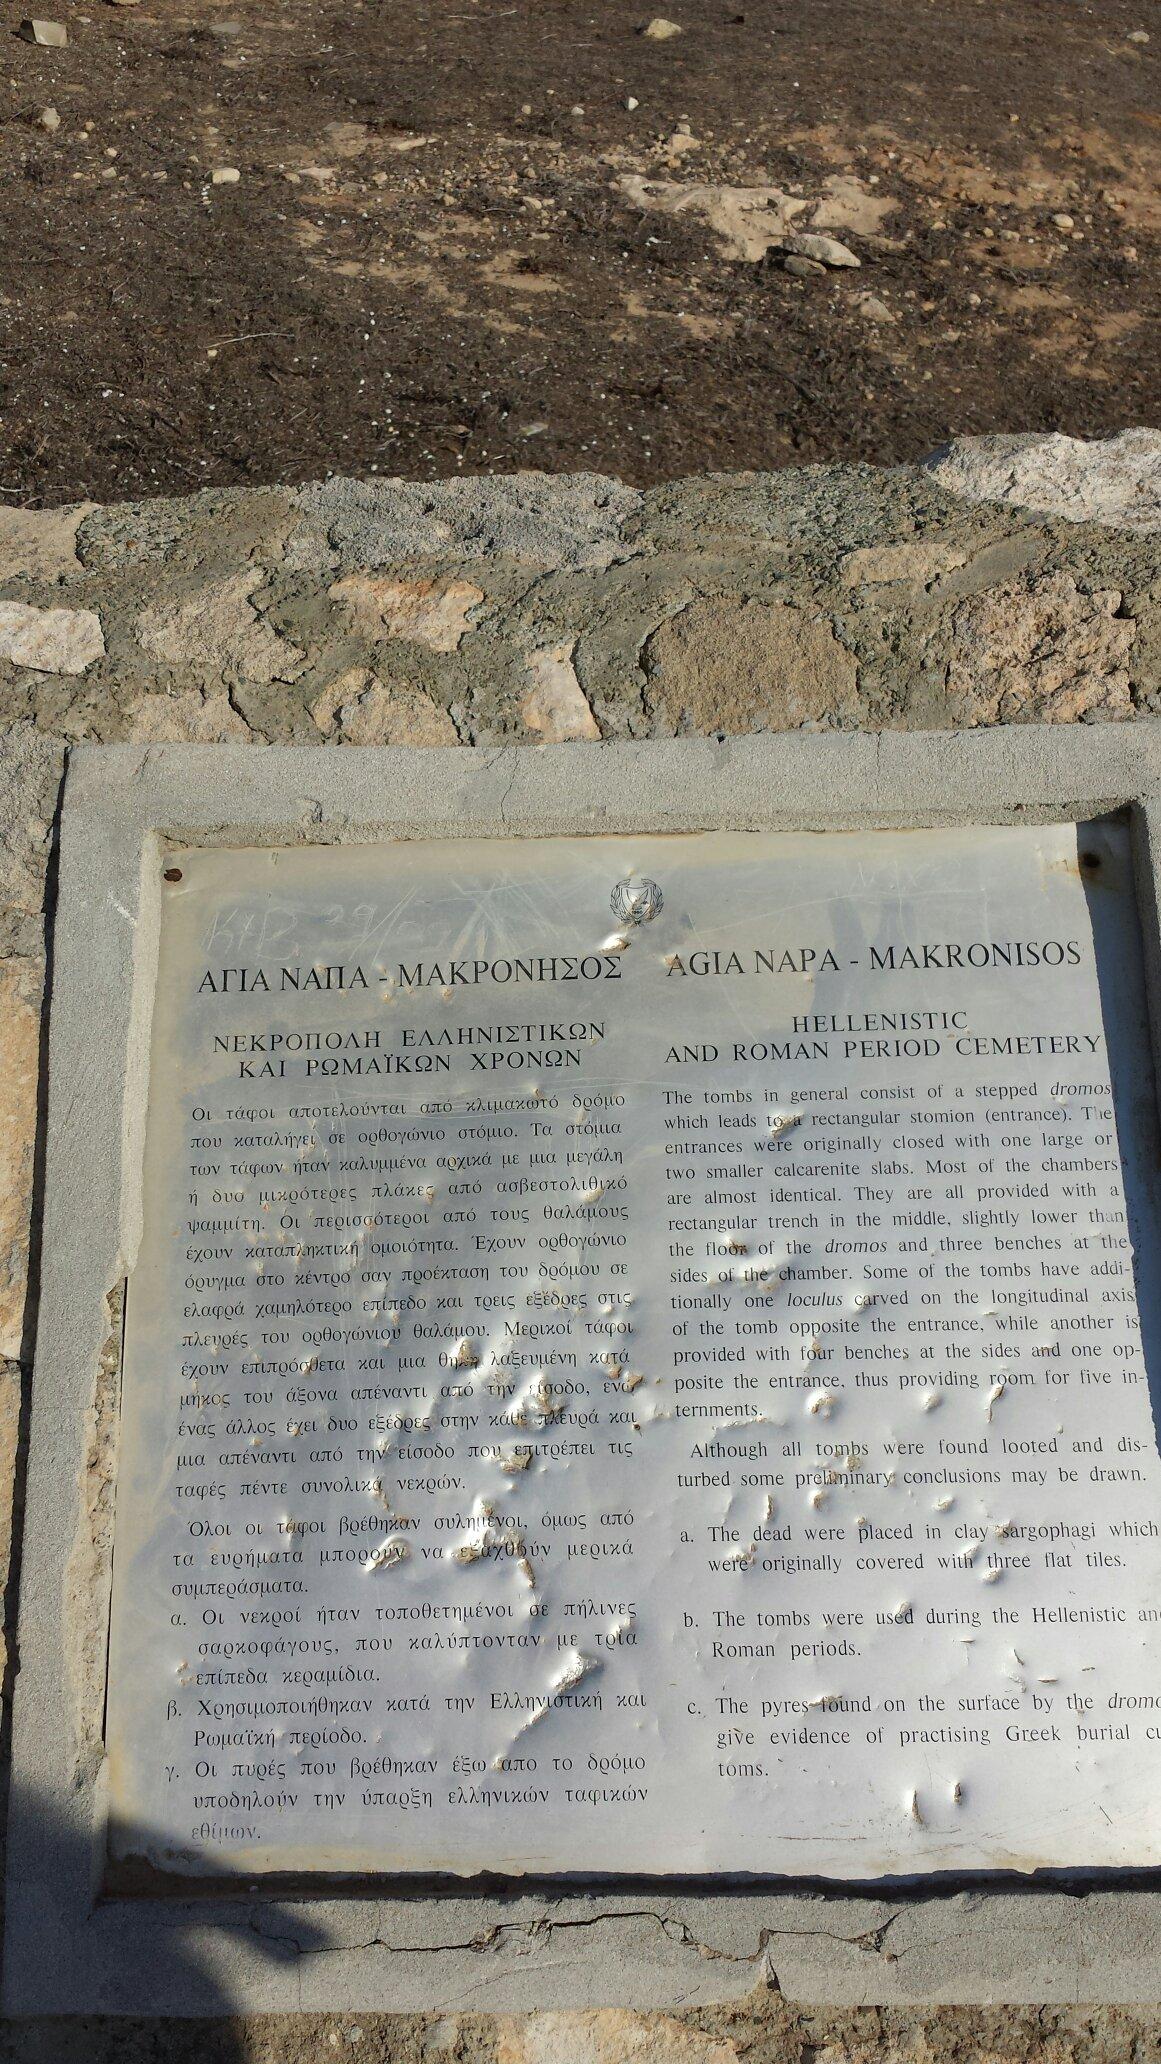 ΑΓΙΑ ΝΑΠΑ - ΜΑΚΡΟΝΗΣΟΣ
ΝΕΚΡΟΠΟΛΗ ΕΛΛΗΝΙΣΤΙΚΩΝ
ΚΑΙ ΡΩΜΑΪΚΩΝ ΧΡΟΝΩΝ
Οι τάφοι αποτελούνται από κλιμακωτό δρόμο
που καταλήγει σε ορθογώνιο στόμιο. Τα στόμια
των τάφων ήταν καλυμμένα αρχικά με μια μεγάλη
ή δυο μικρότερες πλάκες από ασβεστολιθικό
ψαμμίτη. Οι περισσότεροι από τους θαλάμους
έχουν καταπληκτική ομοιότητα. Έχουν ορθογώνιο
όρυγμα στο κέντρο σαν προέκταση του δρόμου σε
ελαφρά χαμηλότερο επίπεδο και τρεις εξέδρες στις
πλευρές του ορθογώνιου θαλάμου. Μερικοί τάφοι
έχουν επιπρόσθετα και μια θήκη λαξευμένη κατά
μήκος του άξονα απέναντι από την είσοδο, ενώ
ένας άλλος έχει δυο εξέδρες στην κάθε πλευρά και
μια απέναντι από την είσοδο που επιτρέπει τις
ταφές πέντε συνολικά νεκρών.
Όλοι οι τάφοι βρέθηκαν συλημένοι, όμως από
τα ευρήματα μπορούν να εξαχθούν μερικά
συμπεράσματα.
α. Οι νεκροί ήταν τοποθετημένοι σε πήλινες
σαρκοφάγους, που καλύπτονταν με τρία
επίπεδα κεραμίδια.
β. Χρησιμοποιήθηκαν κατά την Ελληνιστική και
Ρωμαϊκή περίοδο.
γ. Οι πυρές που βρέθηκαν έξω απο το δρόμο
υποδηλούν την ύπαρξη ελληνικών ταφικών
εθίμων.
AGIA NAPA - MAKRONISOS
HELLENISTIC
AND ROMAN PERIOD CEMETERY
The tombs in general consist of a stepped dromos
which leads to a rectangular stomion (entrance). The
entrances were originally closed with one large or
two smaller calcarenite slabs. Most of the chambers
are almost identical. They are all provided with a
rectangular trench in the middle, slightly lower than
the floor of the dromos and three benches at the
sides of the chamber. Some of the tombs have addi-
tionally one loculus carved on the longitudinal axis
of the tomb opposite the entrance, while another is
provided with four benches at the sides and one op-
posite the entrance, thus providing room for five in-
ternments.
Although all tombs were found looted and dis-
turbed some preliminary conclusions may be drawn.
a. The dead were placed in clay sargophagi which
were originally covered with three flat tiles.
b. The tombs were used during the Hellenistic an
Roman periods.
c. The pyres found on the surface by the dromo
give evidence of practising Greek burial cu
toms.